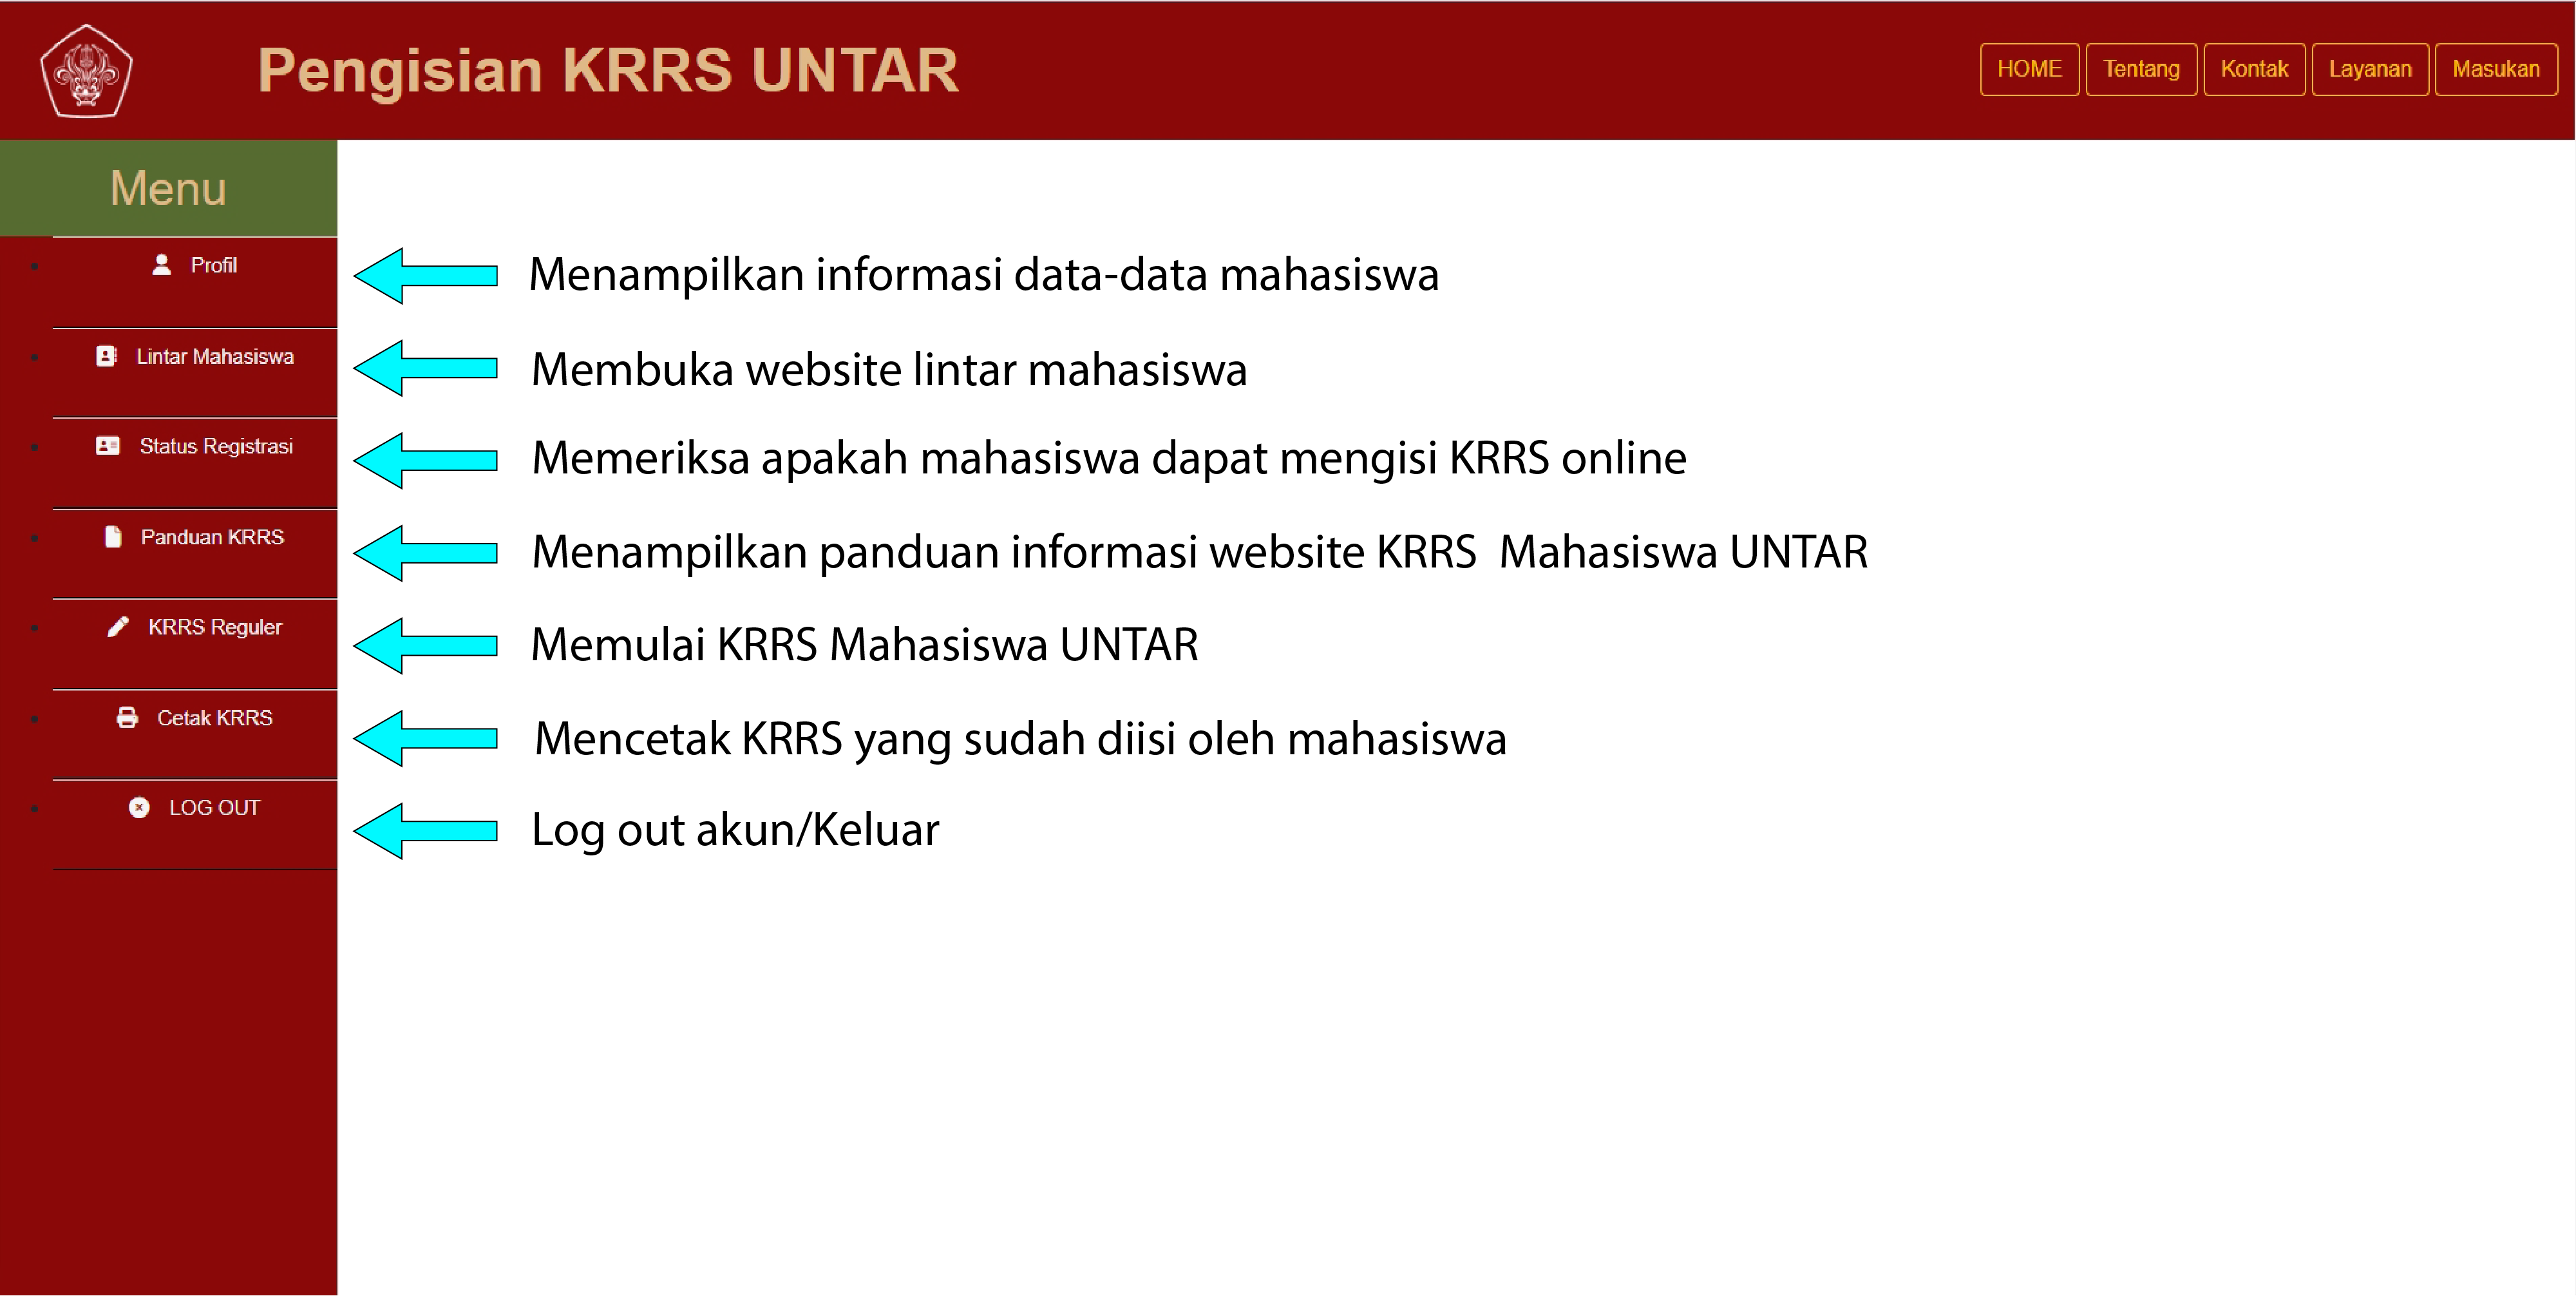 Pengisian KRRS UNTAR
HOME Tentang Kontak Layanan Masukan
Menu
Profil
Menampilkan informasi data-data mahasiswa
Lintar Mahasiswa
Membuka website lintar mahasiswa
Status Registrasi
Memeriksa apakah mahasiswa dapat mengisi KRRS online
Panduan KRRS
Menampilkan panduan informasi website KRRS  Mahasiswa UNTAR
KRRS Reguler
Memulai KRRS Mahasiswa UNTAR
Cetak KRRS
Mencetak KRRS yang sudah diisi oleh mahasiswa
LOG OUT
Log out akun/Keluar